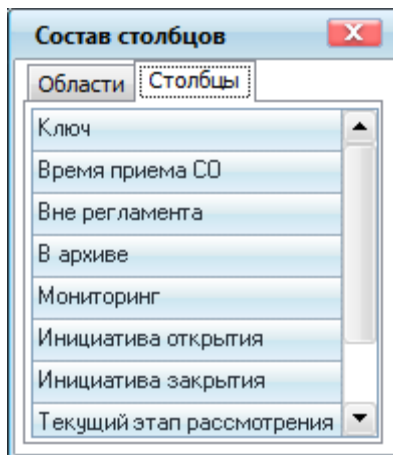 Состав столбцов
Области Столбцы
Ключ
Время приема СО
Вне регламента
В архиве
Мониторинг
Инициатива открытия
Инициатива закрытия
Текущий этап рассмотрения